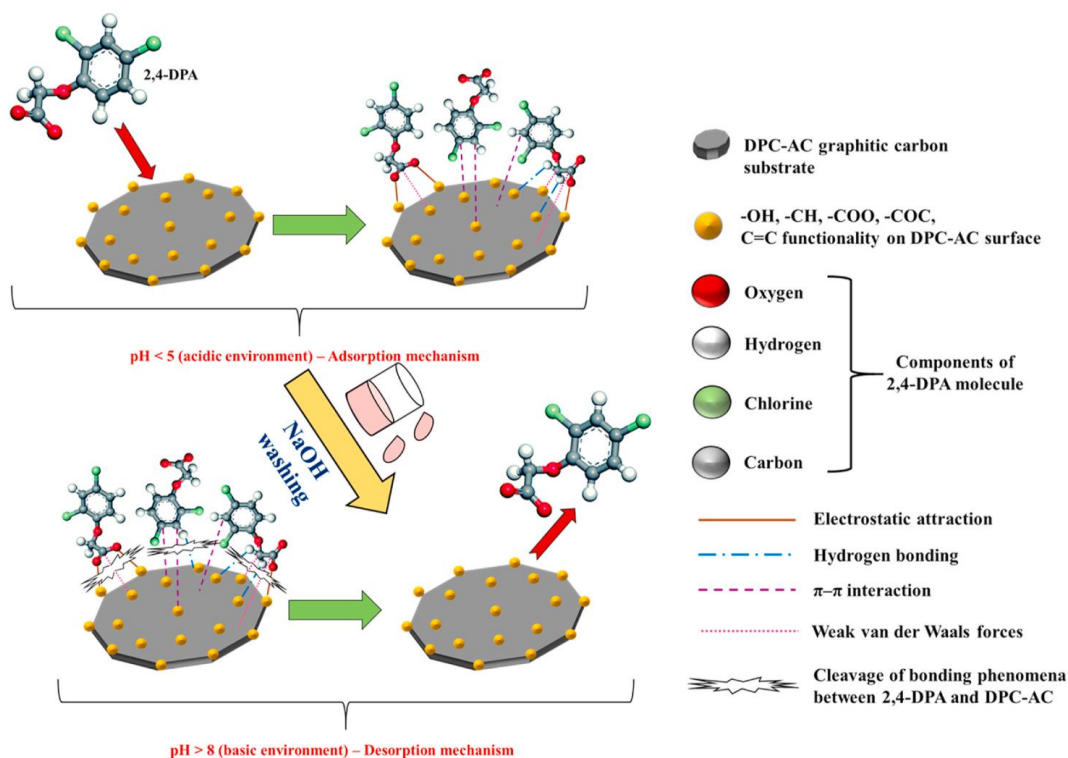 2,4-DPA
pH < 5 (acidic environment) – Adsorption mechanism
NaOH
washing
pH > 8 (basic environment) – Desorption mechanism
DPC-AC graphitic carbon
substrate
-OH, -CH, -COO, -COC,
C=C functionality on DPC-AC surface
Oxygen
Hydrogen
Chlorine
Carbon
Components of
2,4-DPA molecule
Electrostatic attraction
Hydrogen bonding
π–π interaction
Weak van der Waals forces
Cleavage of bonding phenomena
between 2,4-DPA and DPC-AC